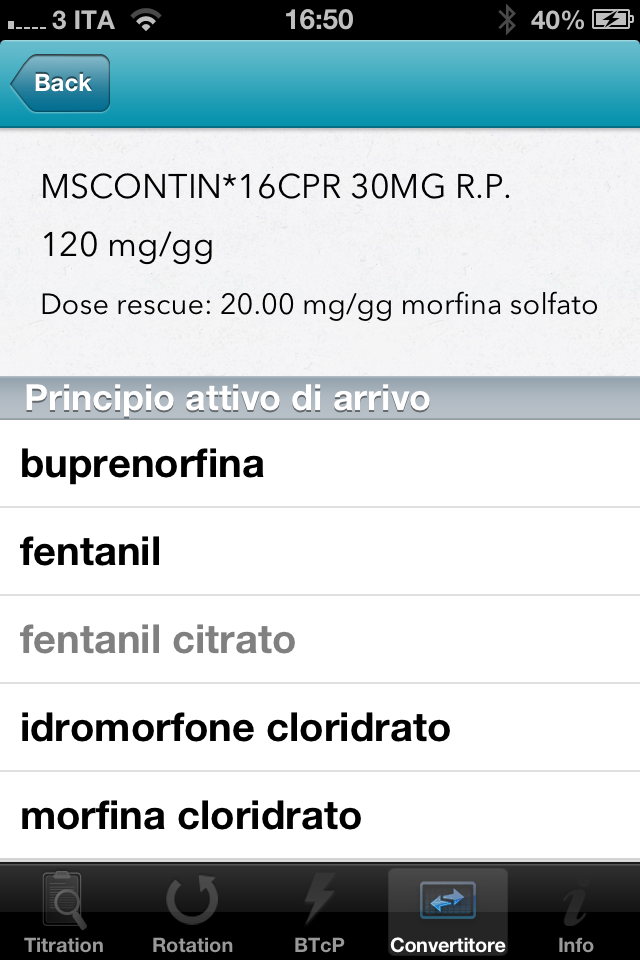 3 ITA 16:50 40%
Back
MSCONTIN*16CPR 30MG R.P.
120 mg/gg
Dose rescue: 20.00 mg/gg morfina solfato
Principio attivo di arrivo
buprenorfina
fentanil
fentanil citrato
idromorfone cloridrato
morfina cloridrato
Titration Rotation BTcP Convertitore Info